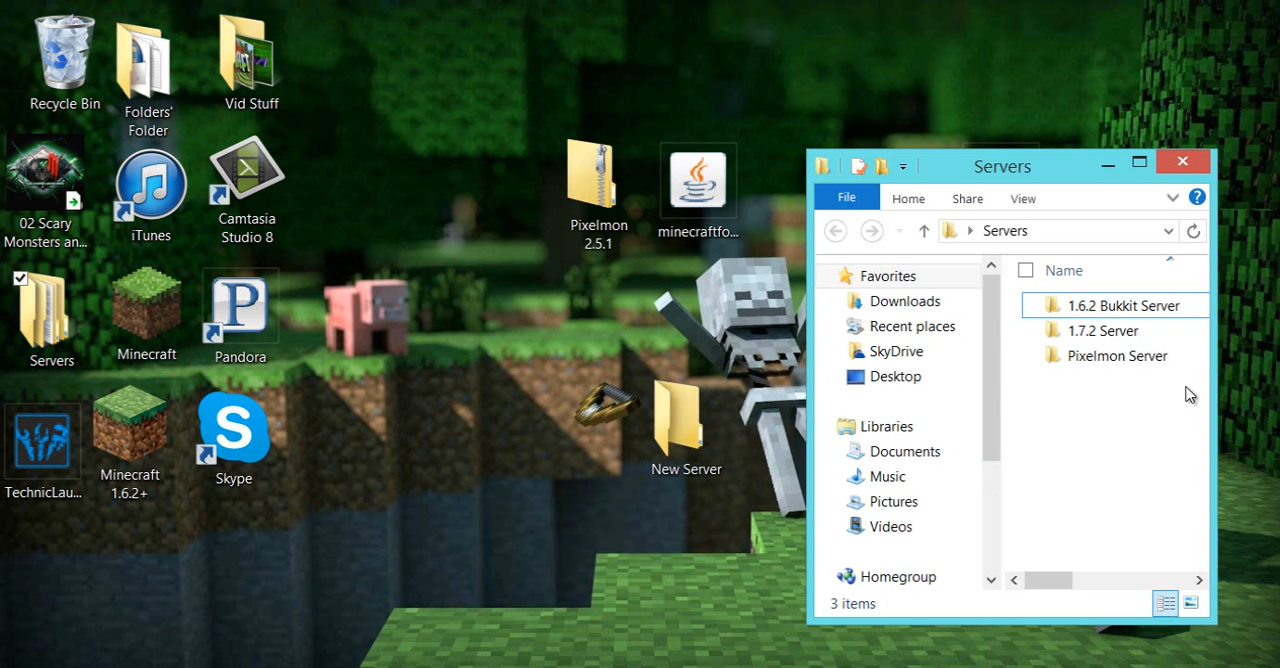 Recycle Bin
Folders'
Folder
Vid Stuff
02 Scary
Monsters an...
iTunes
Camtasia
Studio 8
Servers
Minecraft
P
Pandora
TechnicLau...
Minecraft
1.6.2+
S
Skype
Pixelmon
2.5.1
minecraftfo...
New Server
Servers
File
Home
Share
View
?
Servers
Favorites
Downloads
Recent places
SkyDrive
Desktop
Libraries
Documents
Music
Pictures
Videos
Homegroup
Name
1.6.2 Bukkit Server
1.7.2 Server
Pixelmon Server
3 items